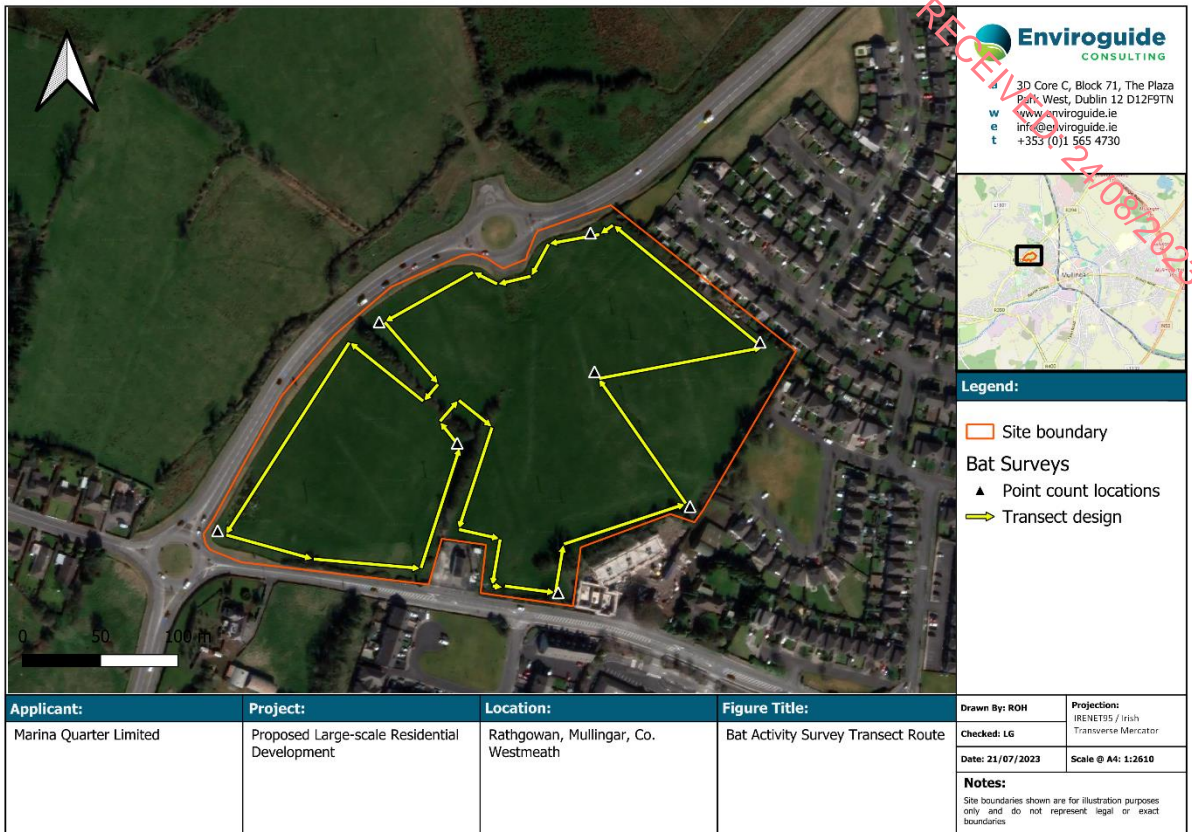 RECEIVED: 24/08/2023
Enviroguide
CONSULTING
a 3D Core C, Block 71, The Plaza
Park West, Dublin 12 D12F9TN
w www.enviroguide.ie
e info@enviroguide.ie
t +353 (0)1 565 4730
Mullingar
Legend:
Site boundary
Bat Surveys
Point count locations
Transect design
0 50 100 m
Applicant:
Marina Quarter Limited
Project:
Proposed Large-scale Residential
Development
Location:
Rathgowan, Mullingar, Co.
Westmeath
Figure Title:
Bat Activity Survey Transect Route
Drawn By: ROH
Checked: LG
Date: 21/07/2023
Projection:
IRENET95 / Irish
Transverse Mercator
Scale @ A4: 1:2610
Notes:
Site boundaries shown are for illustration purposes
only and do not represent legal or exact
boundaries